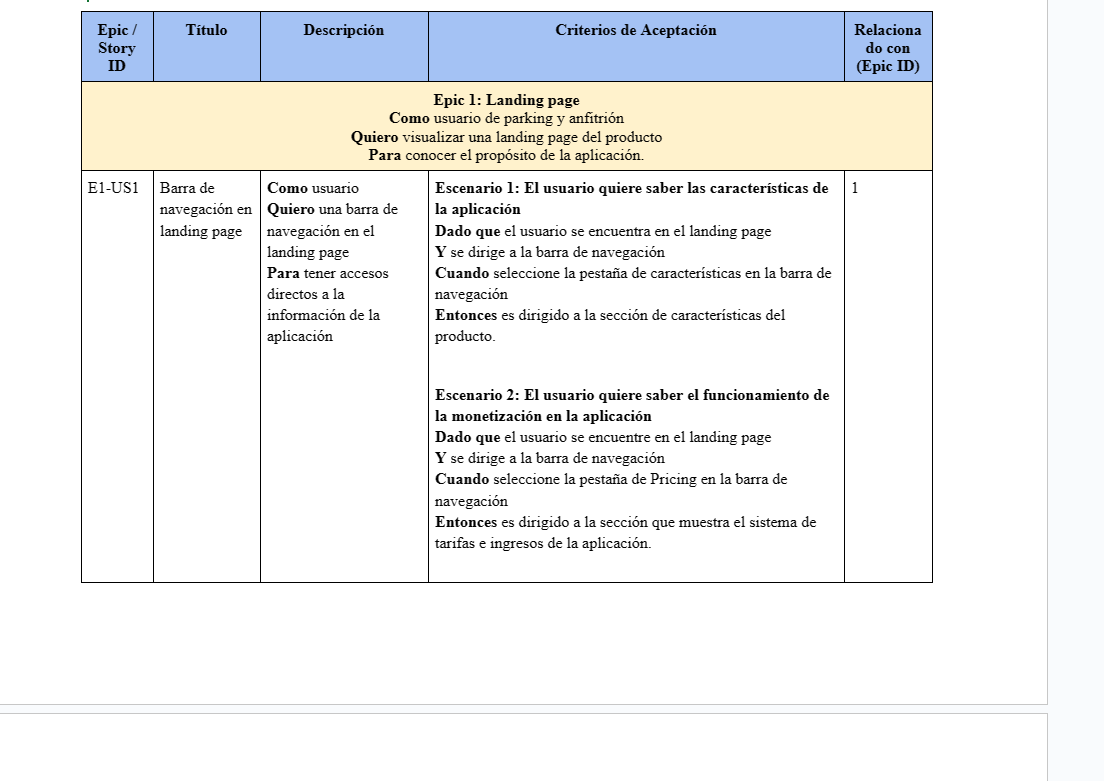 Epic /
Story
ID
Título
Descripción
Criterios de Aceptación
Relaciona
do con
(Epic ID)
Epic 1: Landing page
Como usuario de parking y anfitrión
Quiero visualizar una landing page del producto
Para conocer el propósito de la aplicación.
E1-US1
Barra de
navegación en
landing page
Como usuario
Quiero una barra de
navegación en el
landing page
Para tener accesos
directos a la
información de la
aplicación
Escenario 1: El usuario quiere saber las características de
la aplicación
Dado que el usuario se encuentra en el landing page
Y se dirige a la barra de navegación
Cuando seleccione la pestaña de características en la barra de
navegación
Entonces es dirigido a la sección de características del
producto.
Escenario 2: El usuario quiere saber el funcionamiento de
la monetización en la aplicación
Dado que el usuario se encuentre en el landing page
Y se dirige a la barra de navegación
Cuando seleccione la pestaña de Pricing en la barra de
navegación
Entonces es dirigido a la sección que muestra el sistema de
tarifas e ingresos de la aplicación.
1